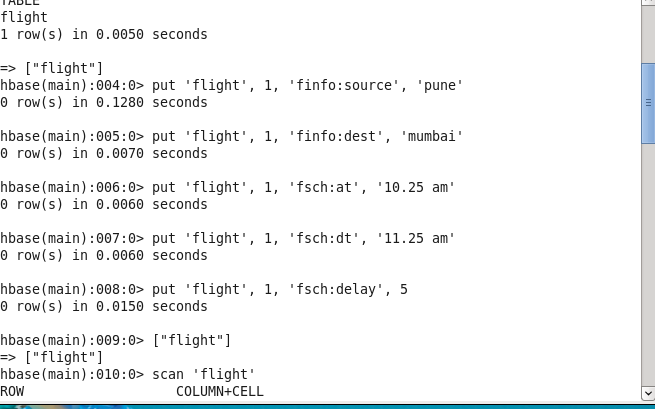 TABLE
flight
1 row(s) in 0.0050 seconds
=> ["flight"]
hbase(main):004:0> put 'flight', 1, 'finfo:source', 'pune'
0 row(s) in 0.1280 seconds
hbase(main):005:0> put 'flight', 1, 'finfo:dest', 'mumbai'
0 row(s) in 0.0070 seconds
hbase(main):006:0> put 'flight', 1, 'fsch:at', '10.25 am'
0 row(s) in 0.0060 seconds
hbase(main):007:0> put 'flight', 1, 'fsch:dt', '11.25 am'
0 row(s) in 0.0060 seconds
hbase(main):008:0> put 'flight', 1, 'fsch:delay', 5
0 row(s) in 0.0150 seconds
hbase(main):009:0> ["flight"]
=> ["flight"]
hbase(main):010:0> scan 'flight'
ROW                   COLUMN+CELL